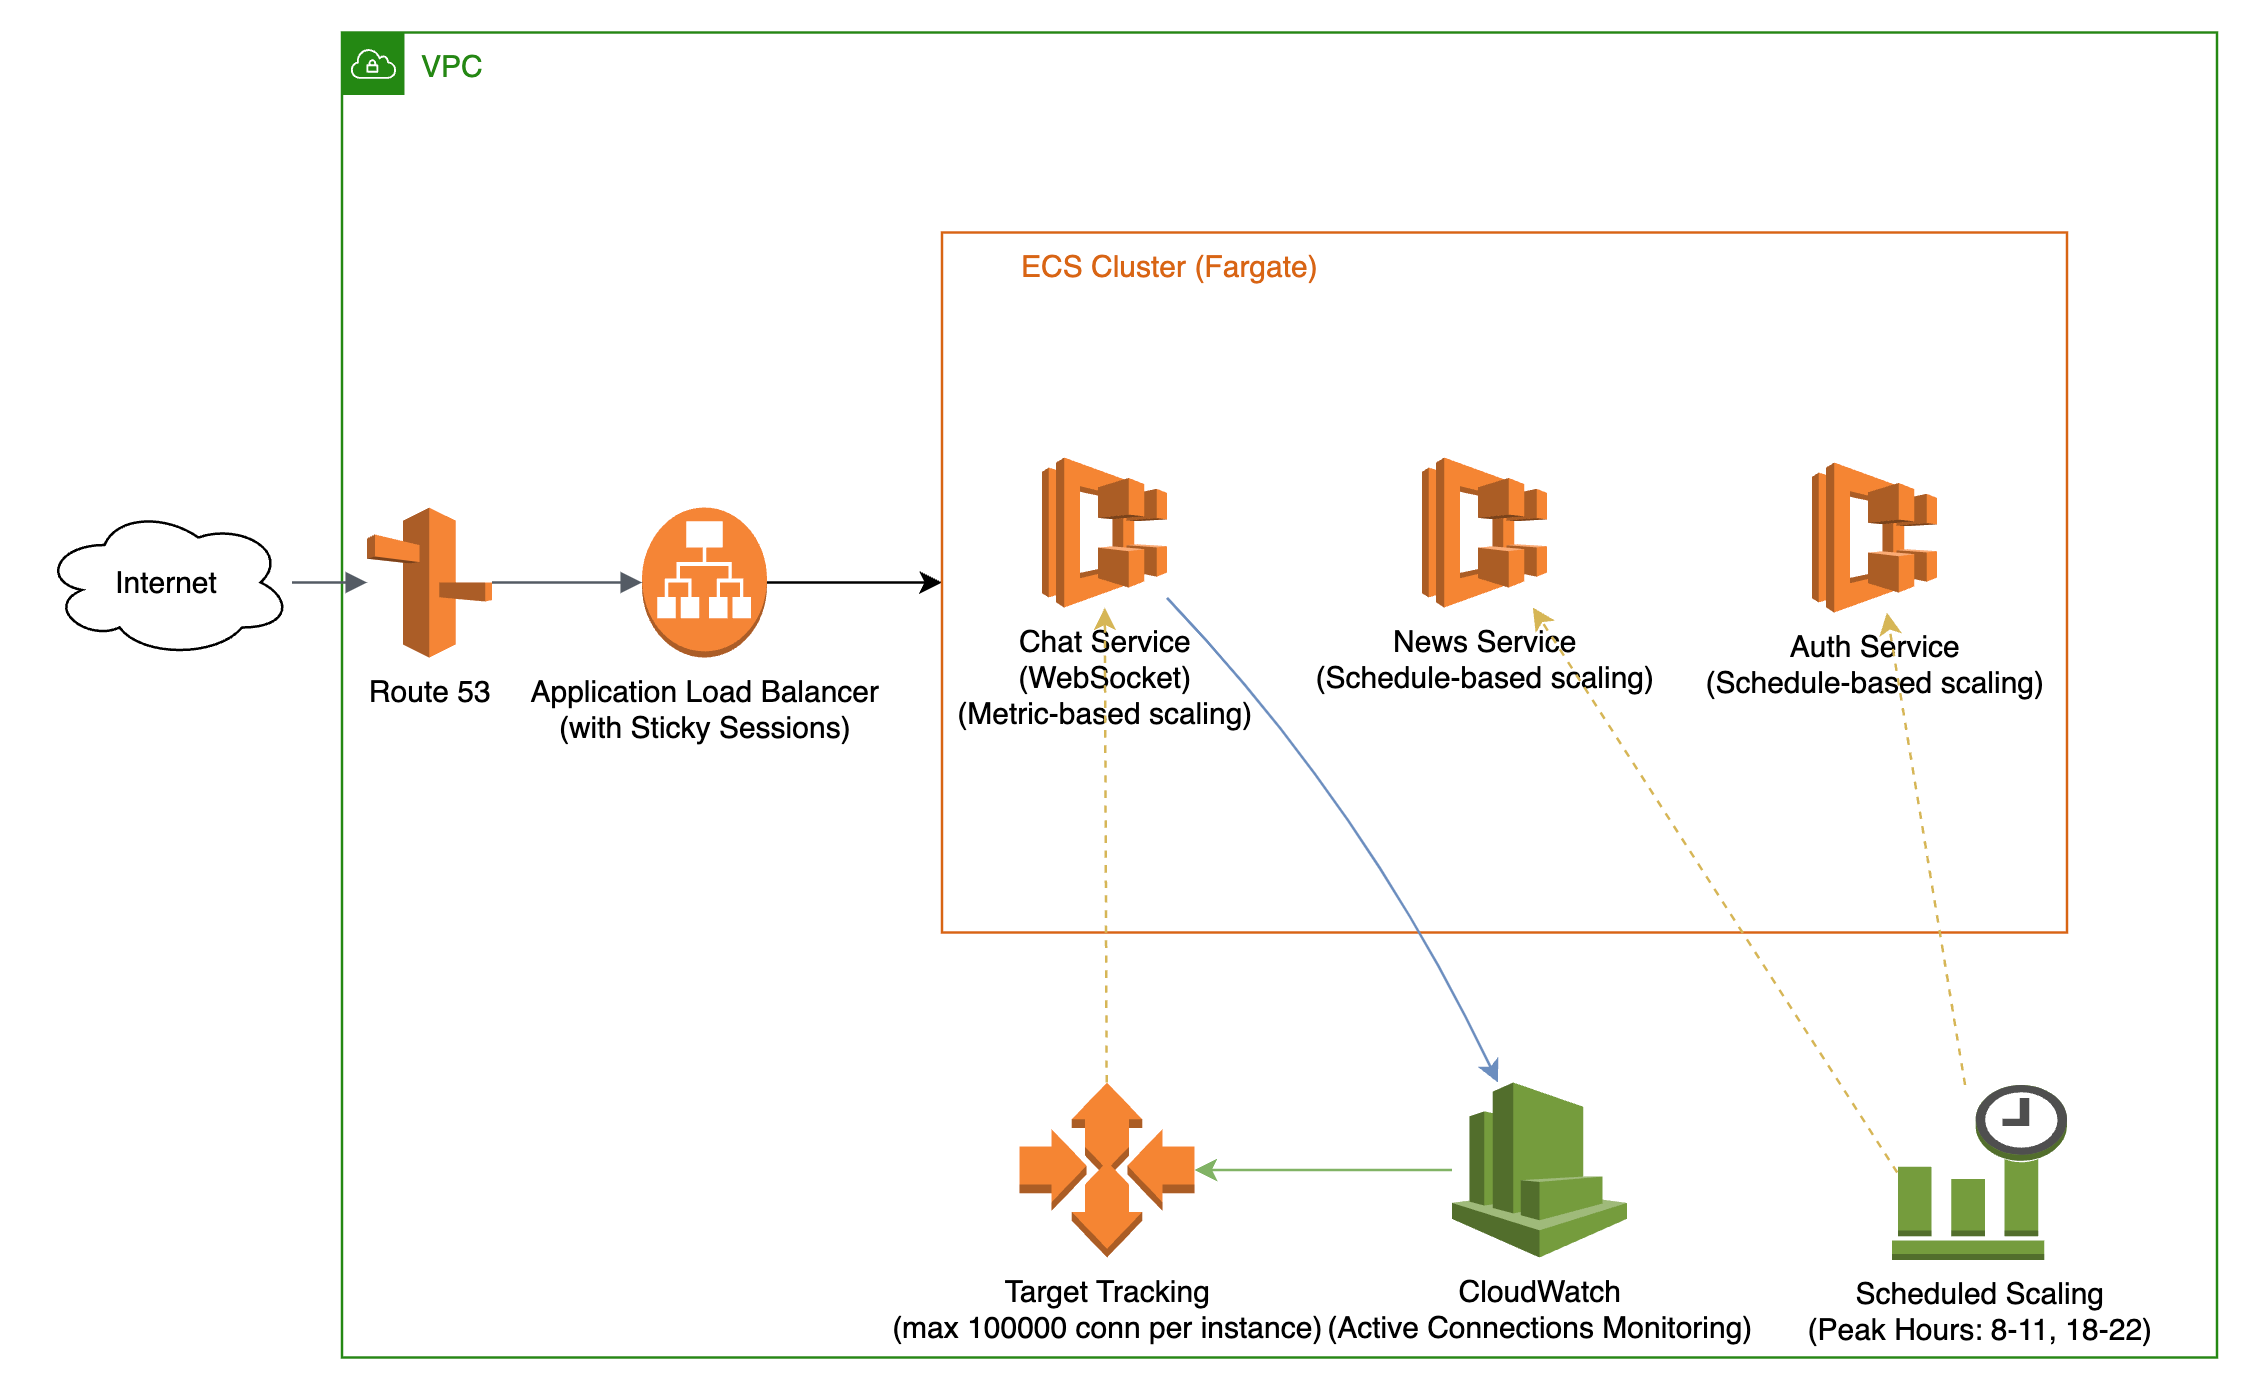 VPC
ECS Cluster (Fargate)
Internet
Route 53
Application Load Balancer
(with Sticky Sessions)
Chat Service
(WebSocket)
(Metric-based scaling)
News Service
(Schedule-based scaling)
Auth Service
(Schedule-based scaling)
Target Tracking
(max 100000 conn per instance)
CloudWatch
(Active Connections Monitoring)
Scheduled Scaling
(Peak Hours: 8-11, 18-22)